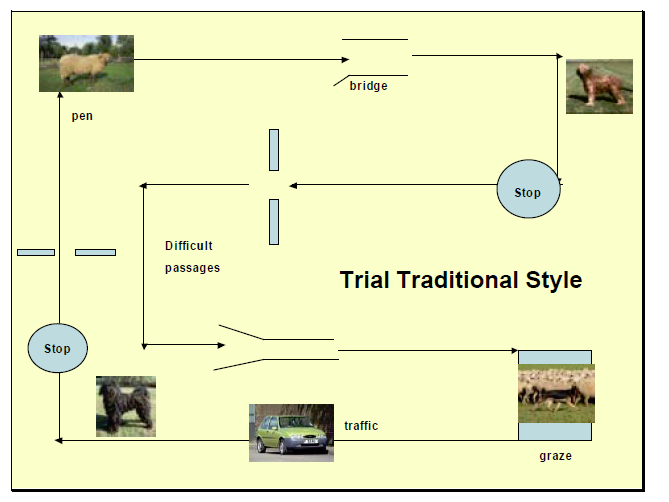 bridge
pen
Stop
Difficult
passages
Trial Traditional Style
Stop
traffic
graze